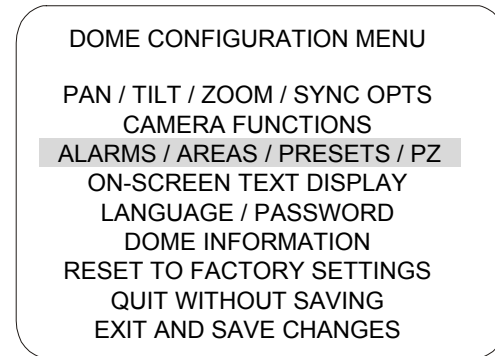 DOME CONFIGURATION MENU
PAN / TILT / ZOOM / SYNC OPTS
CAMERA FUNCTIONS
ALARMS / AREAS / PRESETS / PZ
ON-SCREEN TEXT DISPLAY
LANGUAGE / PASSWORD
DOME INFORMATION
RESET TO FACTORY SETTINGS
QUIT WITHOUT SAVING
EXIT AND SAVE CHANGES